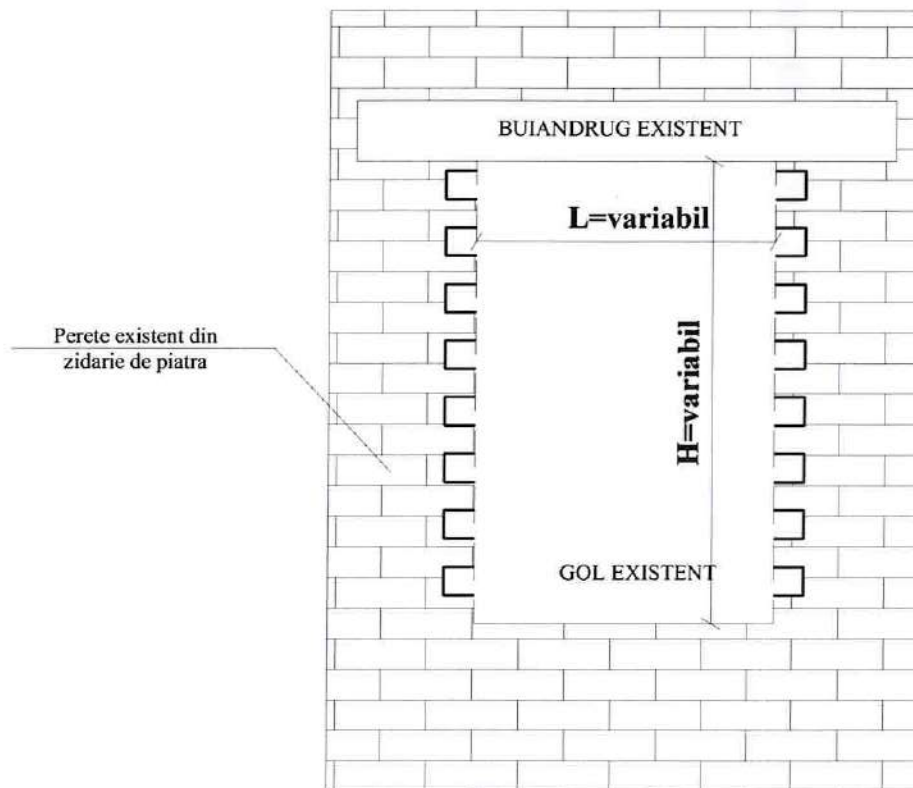 BUIANDRUG EXISTENT
L=variabil
Perete existent din
zidarie de piatra
H=variabil
GOL EXISTENT